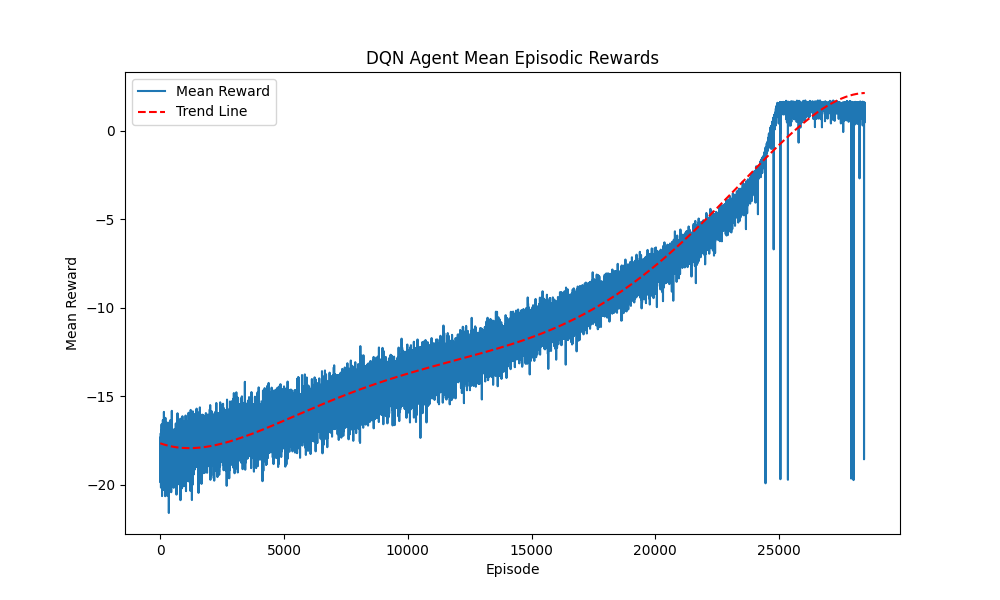 DQN Agent Mean Episodic Rewards
Mean Reward
Trend Line
Mean Reward
0
−5
−10
−15
−20
0
5000
10000
15000
20000
25000
Episode